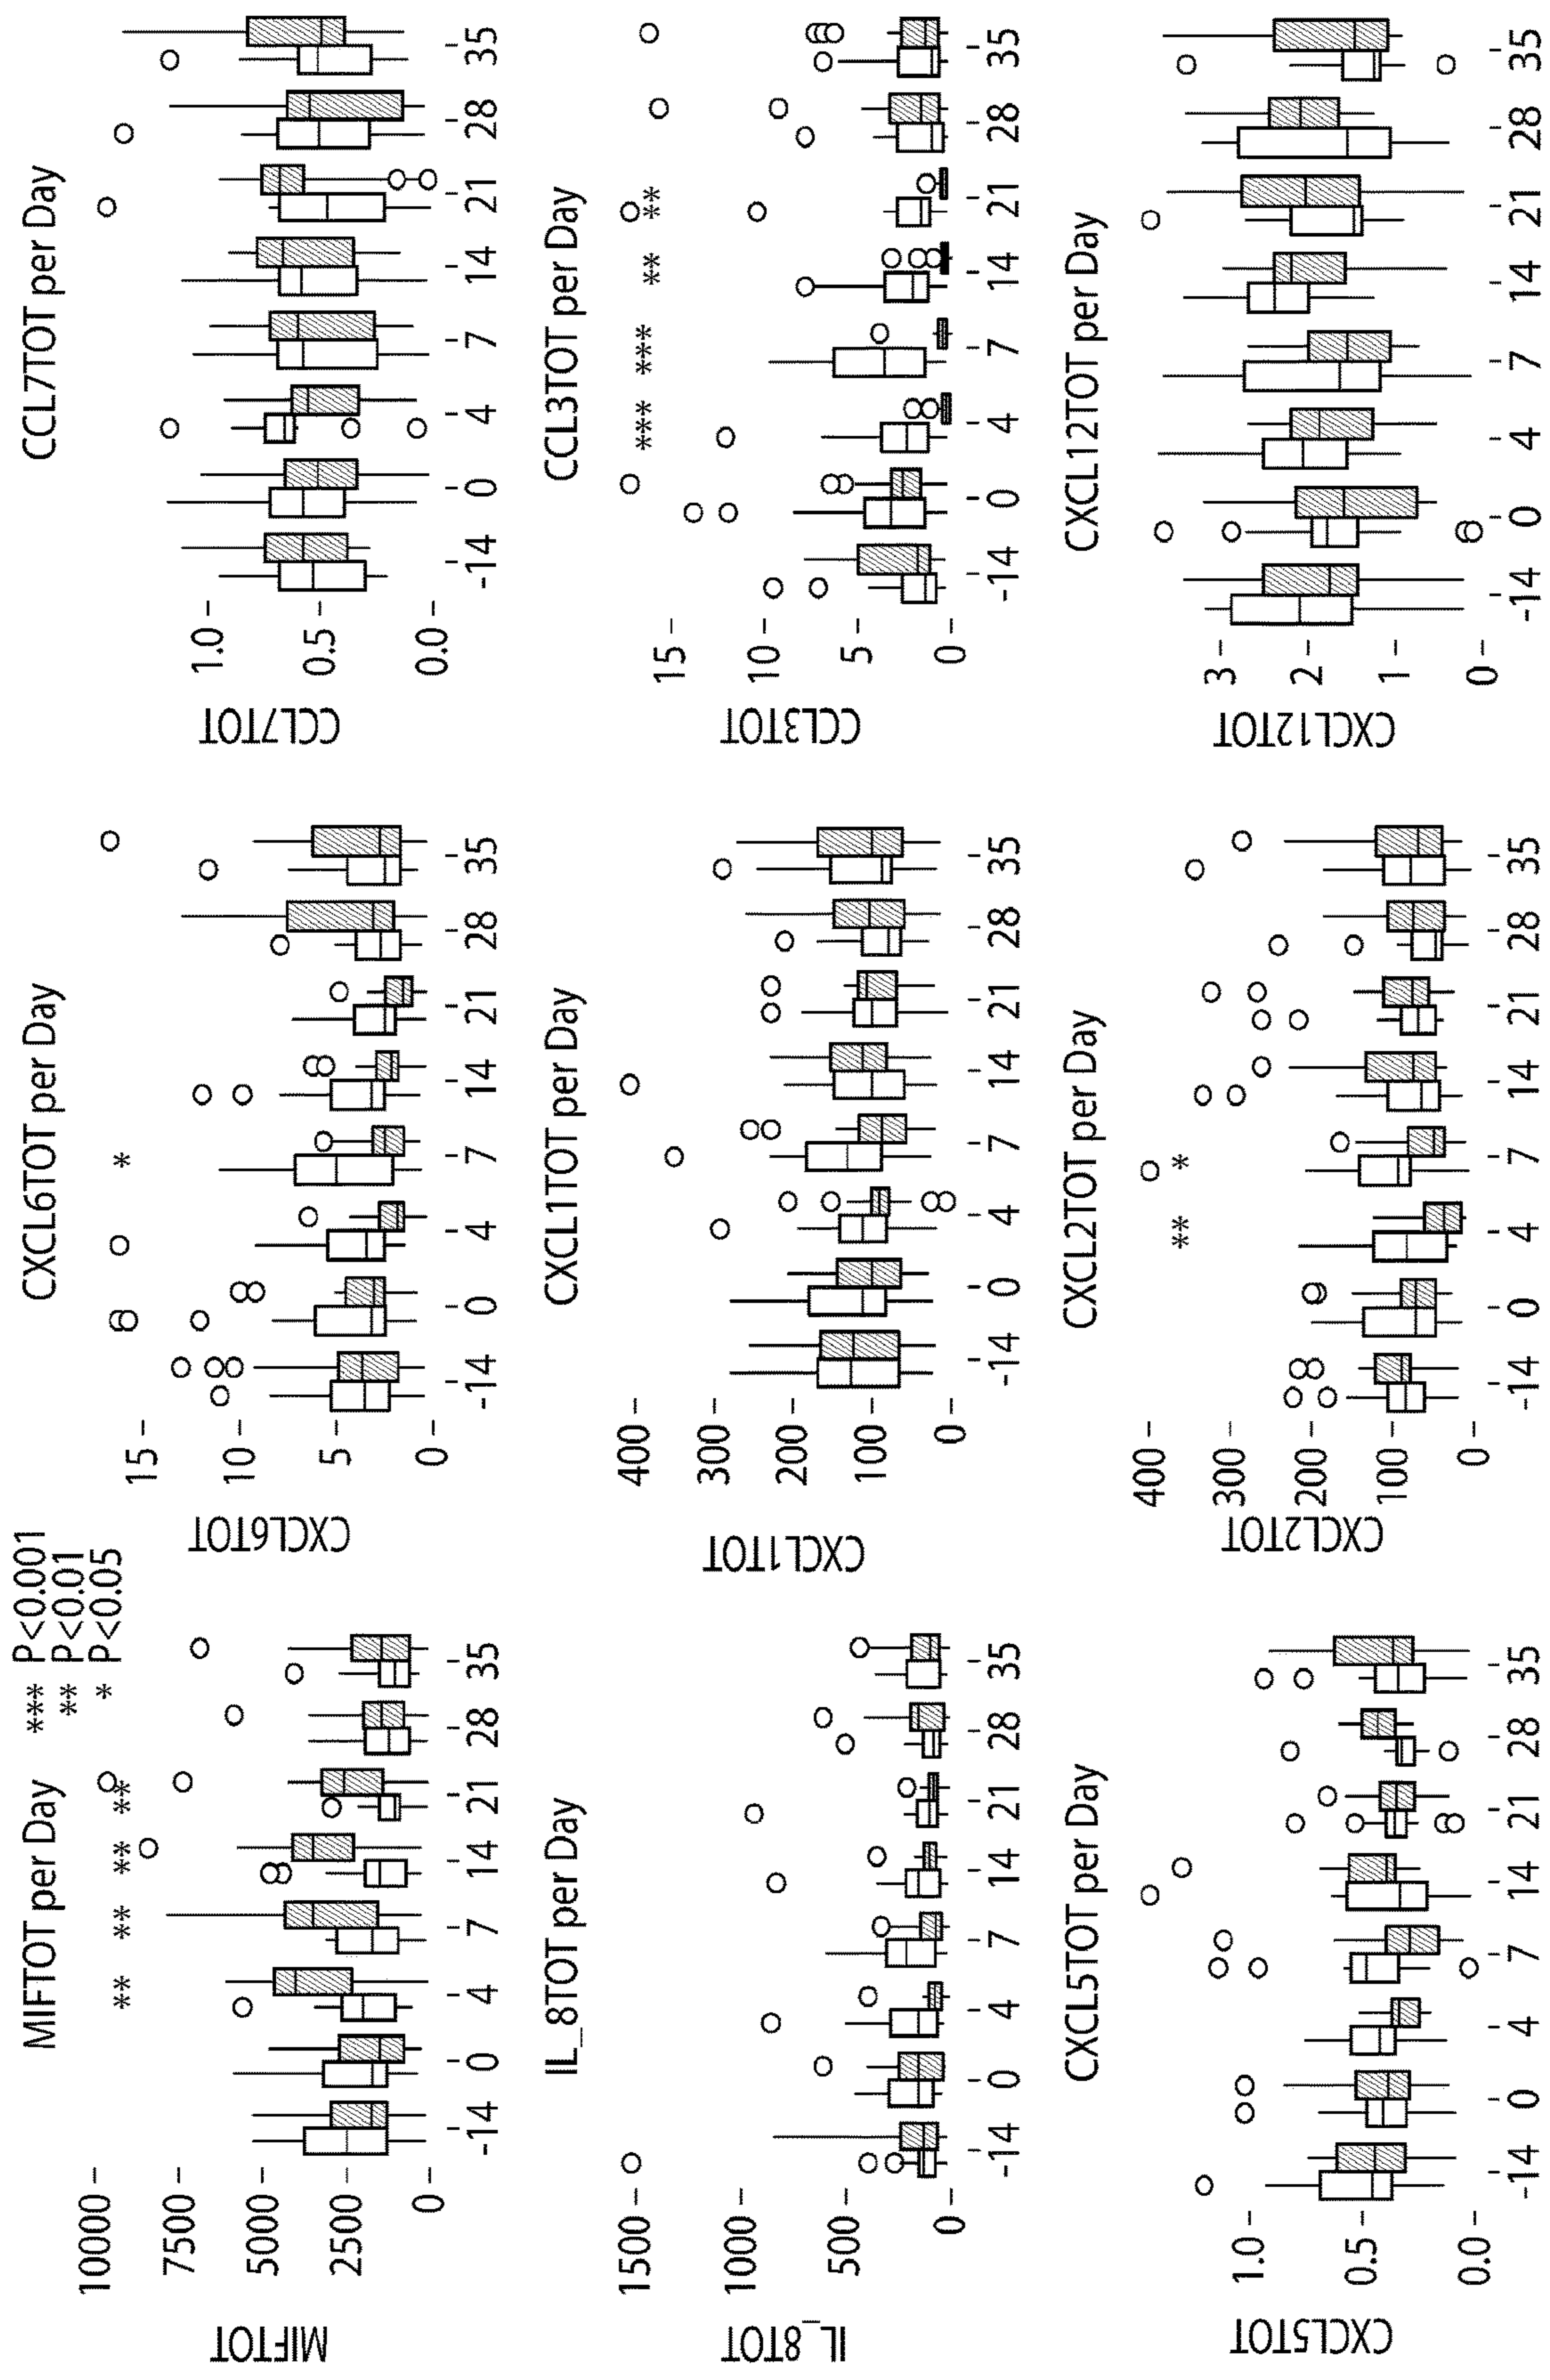 MIFTOT per Day
*** P<0.001
** P<0.01
* P<0.05
MIFTOT
10000
7500
5000
2500
0
** ** ** **
-14 0 4 7 14 21 28 35
CXCL6TOT per Day
CXCL6TOT
15
10
5
0
*
-14 0 4 7 14 21 28 35
CCL7TOT per Day
CCL7TOT
1.0
0.5
0.0
-14 0 4 7 14 21 28 35
IL_8TOT per Day
IL_8TOT
1500
1000
500
0
-14 0 4 7 14 21 28 35
CXCL1TOT per Day
CXCL1TOT
400
300
200
100
0
-14 0 4 7 14 21 28 35
CCL3TOT per Day
CCL3TOT
15
10
5
0
*** *** ** **
-14 0 4 7 14 21 28 35
CXCL5TOT per Day
CXCL5TOT
1.0
0.5
0.0
-14 0 4 7 14 21 28 35
CXCL2TOT per Day
CXCL2TOT
400
300
200
100
0
** *
-14 0 4 7 14 21 28 35
CXCL12TOT per Day
CXCL12TOT
3
2
1
0
-14 0 4 7 14 21 28 35